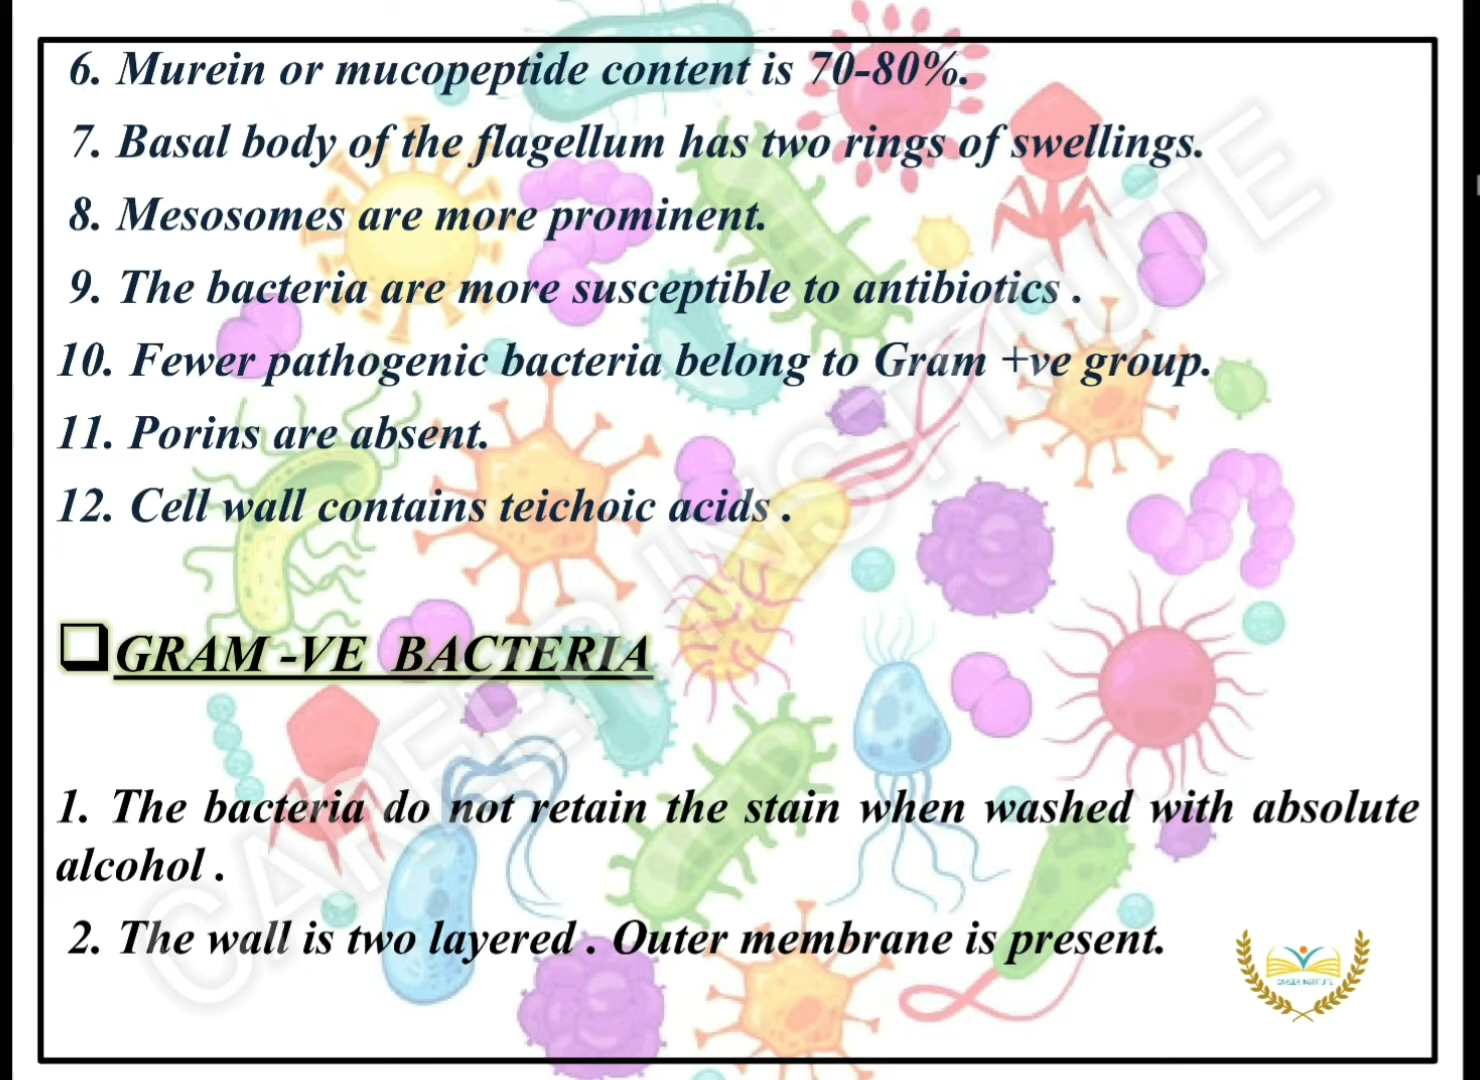 6. Murein or mucopeptide content is 70-80%.
7. Basal body of the flagellum has two rings of swellings.
8. Mesosomes are more prominent.
9. The bacteria are more susceptible to antibiotics .
10. Fewer pathogenic bacteria belong to Gram +ve group.
11. Porins are absent.
12. Cell wall contains teichoic acids .
GRAM -VE BACTERIA
1. The bacteria do not retain the stain when washed with absolute
alcohol .
2. The wall is two layered . Outer membrane is present.
CAREER INSTITUTE
CAREER INSTITUTE